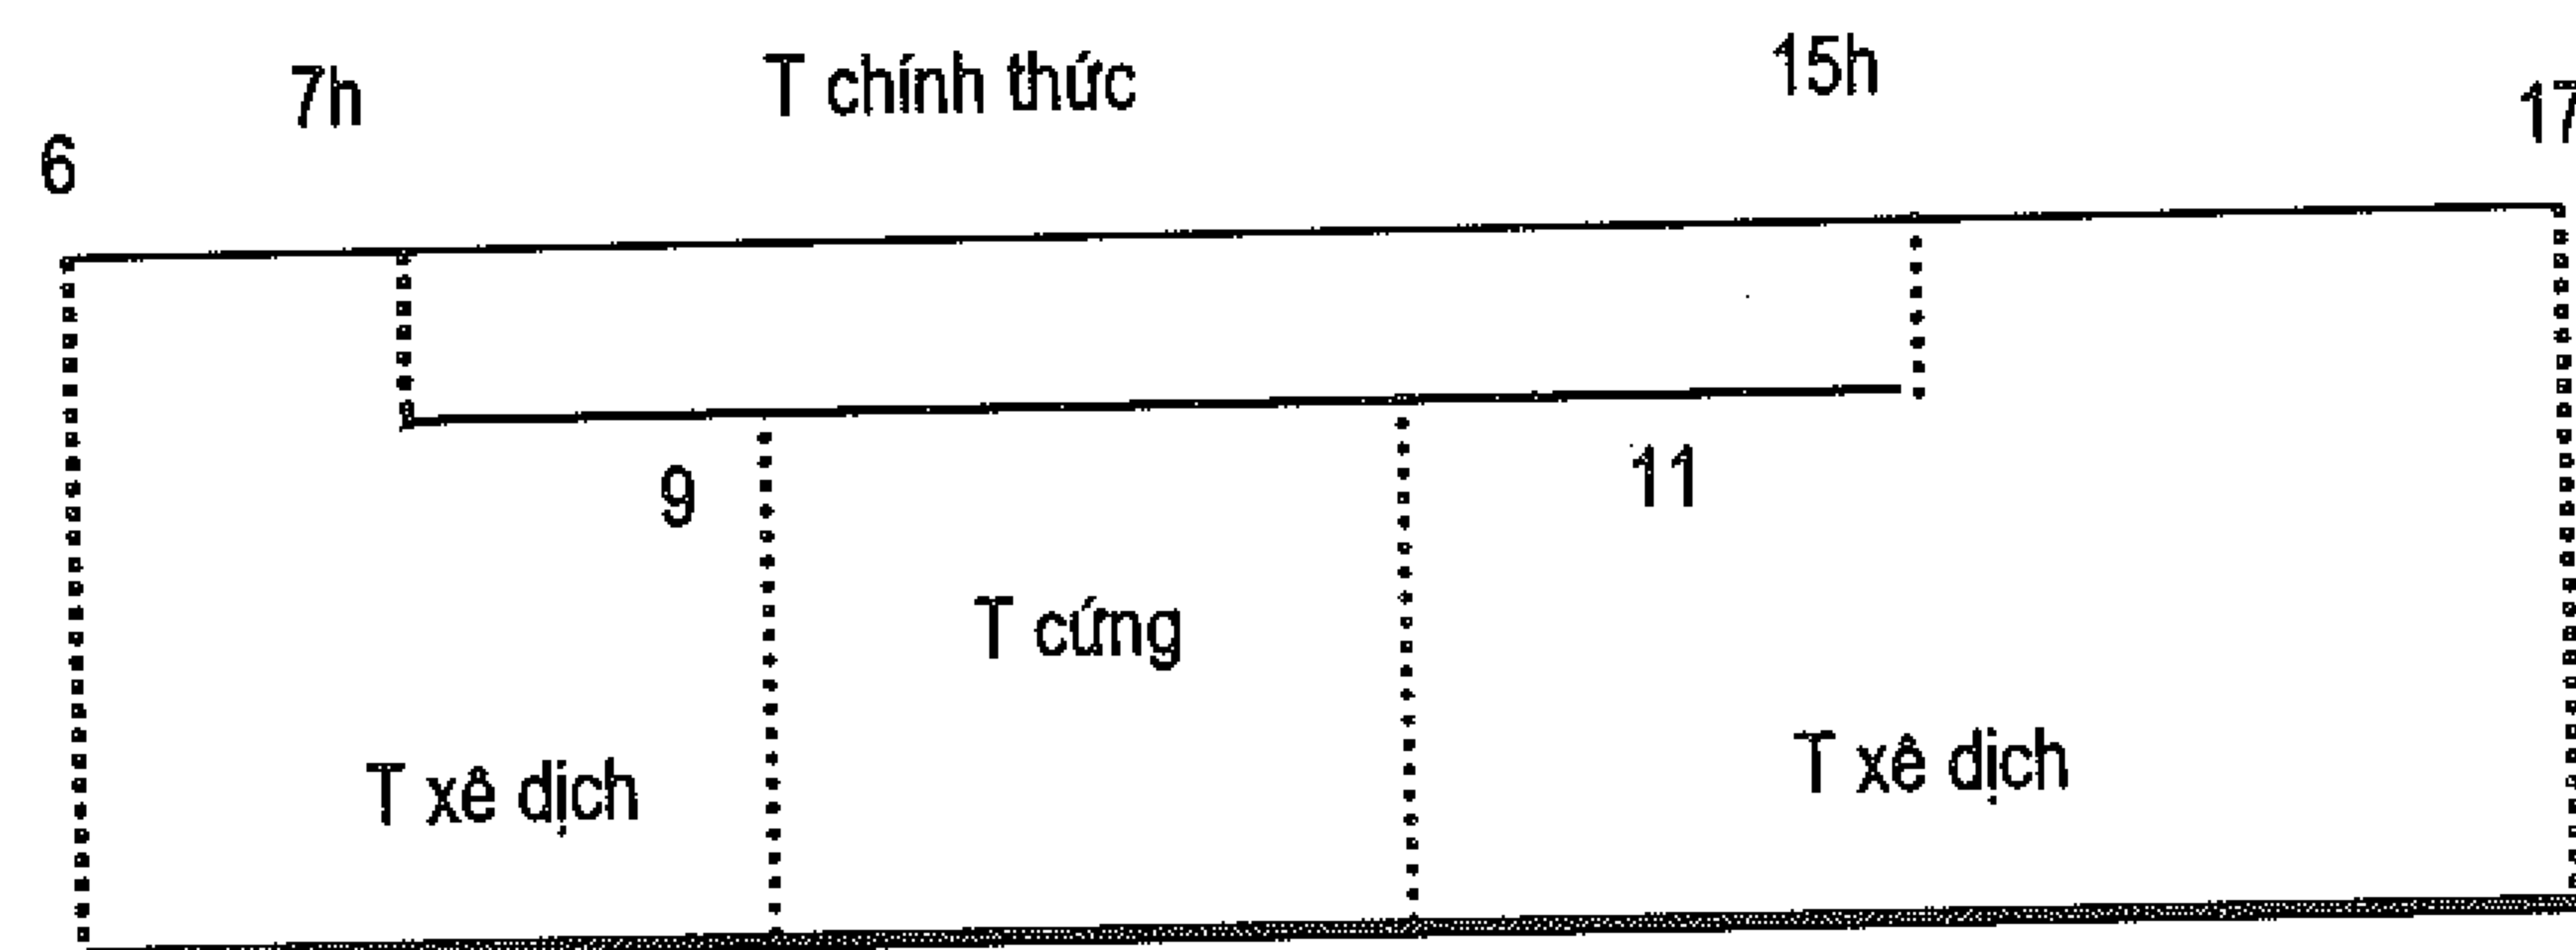 7h T chính thức 15h
6 17
9 11
T cứng
T xê dịch T xê dịch